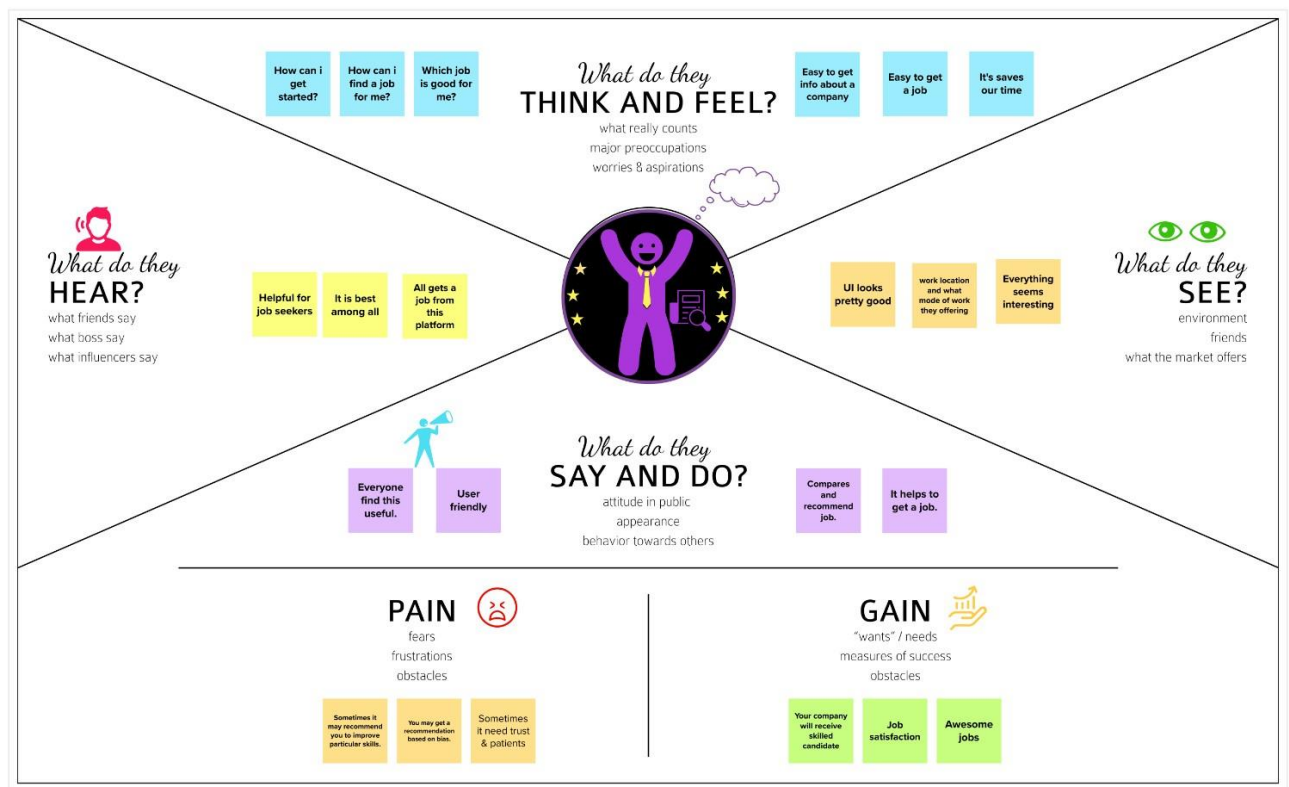 How can i
get
started?
How can i
find a job
for me?
Which job
is good for
me?
What do they
THINK AND FEEL?
what really counts
major preoccupations
worries & aspirations
Easy to get
info about a
company
Easy to get
a job
It's saves
our time
What do they
HEAR?
what friends say
what boss say
what influencers say
Helpful for
job seekers
It is best
among all
All gets a
job from
this
platform
UI looks
pretty good
work location
and what
mode of work
they offering
Everything
seems
interesting
What do they
SEE?
environment
friends
what the market offers
Everyone
find this
useful.
User
friendly
What do they
SAY AND DO?
attitude in public
appearance
behavior towards others
Compares
and
recommend
job.
It helps to
get a job.
PAIN
fears
frustrations
obstacles
Sometimes it
may recommend
you to improve
particular skills.
You may get a
recommendation
based on bias.
Sometimes
it need trust
& patients
GAIN
"wants" / needs
measures of success
obstacles
Your company
will receive
skilled
candidate
Job
satisfaction
Awesome
jobs